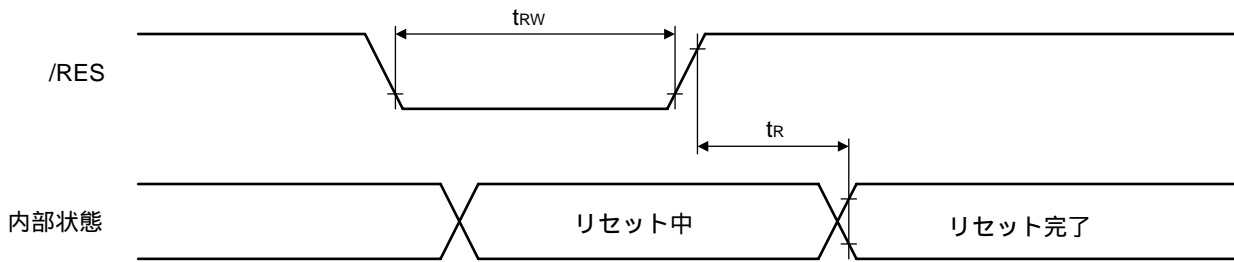 tRW
/RES
tR
内部状態
リセット中
リセット完了